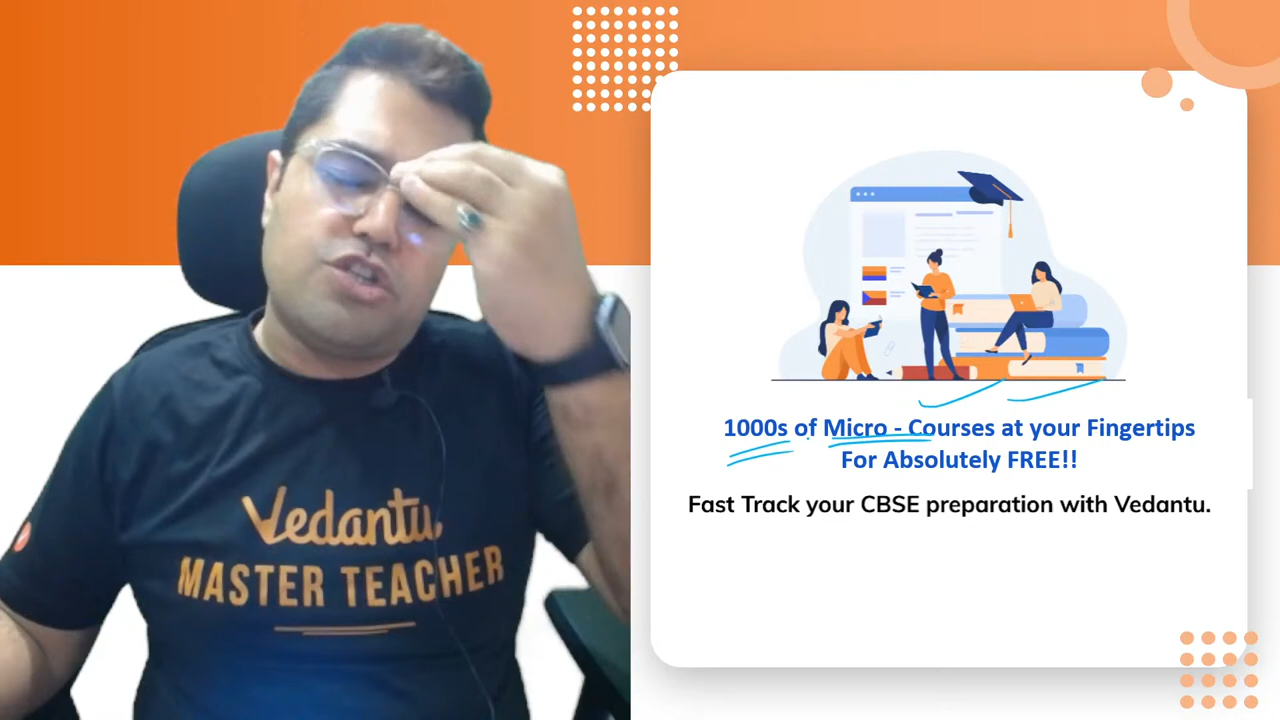 Vedantu
MASTER TEACHER
1000s of Micro - Courses at your Fingertips
For Absolutely FREE!!
Fast Track your CBSE preparation with Vedantu.